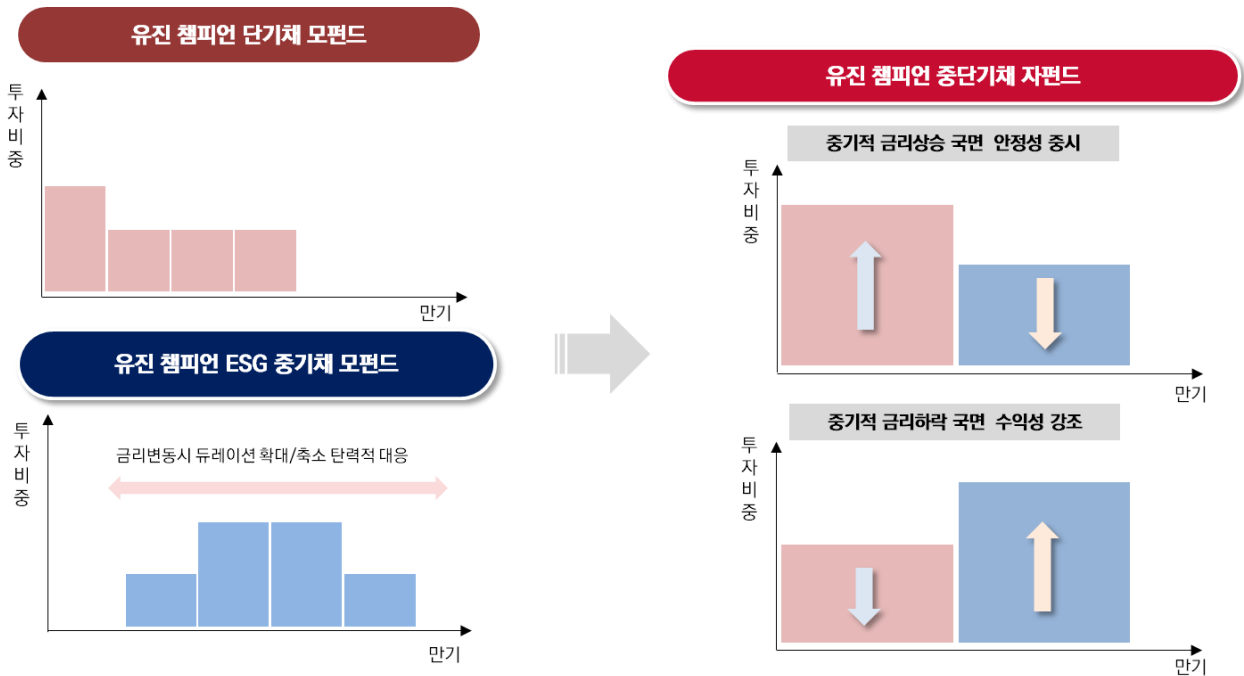 유진 챔피언 단기채 모펀드
투자비중
만기
유진 챔피언 ESG 중기채 모펀드
투자비중
금리변동시 듀레이션 확대/축소 탄력적 대응
만기
유진 챔피언 중단기채 자펀드
중기적 금리상승 국면 안정성 중시
투자비중
만기
중기적 금리하락 국면 수익성 강조
투자비중
만기